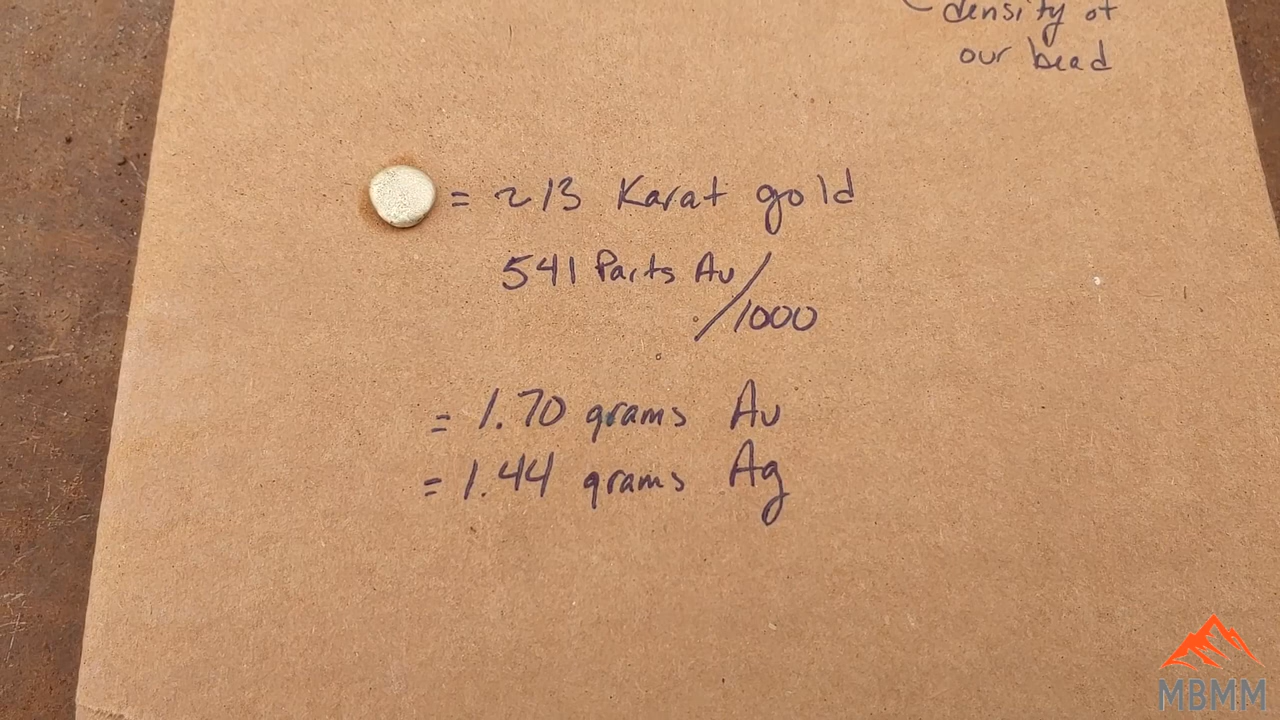 density of
our bead
= ~13 Karat gold
541 Parts Au/
/1000
= 1.70 grams Au
= 1.44 grams Ag
MBMM